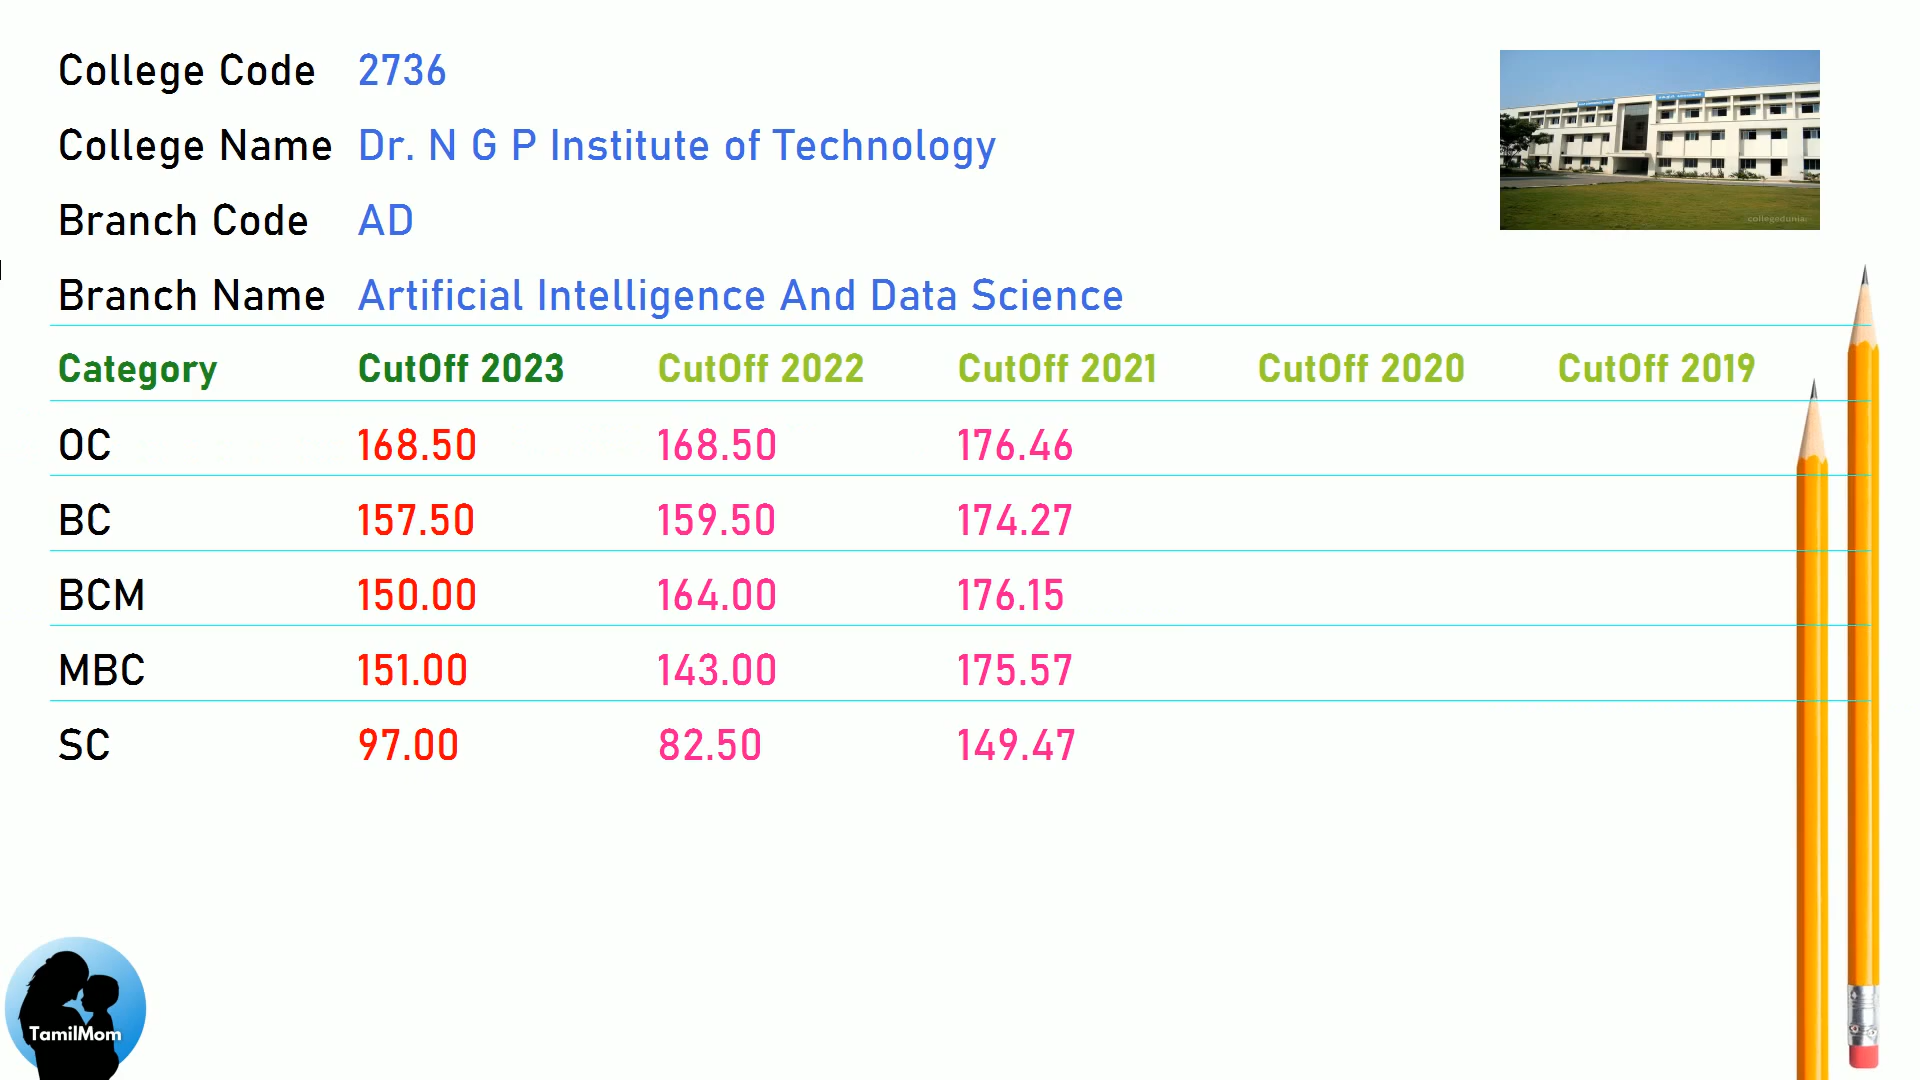 College Code 2736
College Name Dr. N G P Institute of Technology
Branch Code AD
Branch Name Artificial Intelligence And Data Science
Category CutOff 2023 CutOff 2022 CutOff 2021 CutOff 2020 CutOff 2019
OC 168.50 168.50 176.46
BC 157.50 159.50 174.27
BCM 150.00 164.00 176.15
MBC 151.00 143.00 175.57
SC 97.00 82.50 149.47
collegedunia
TamilMom